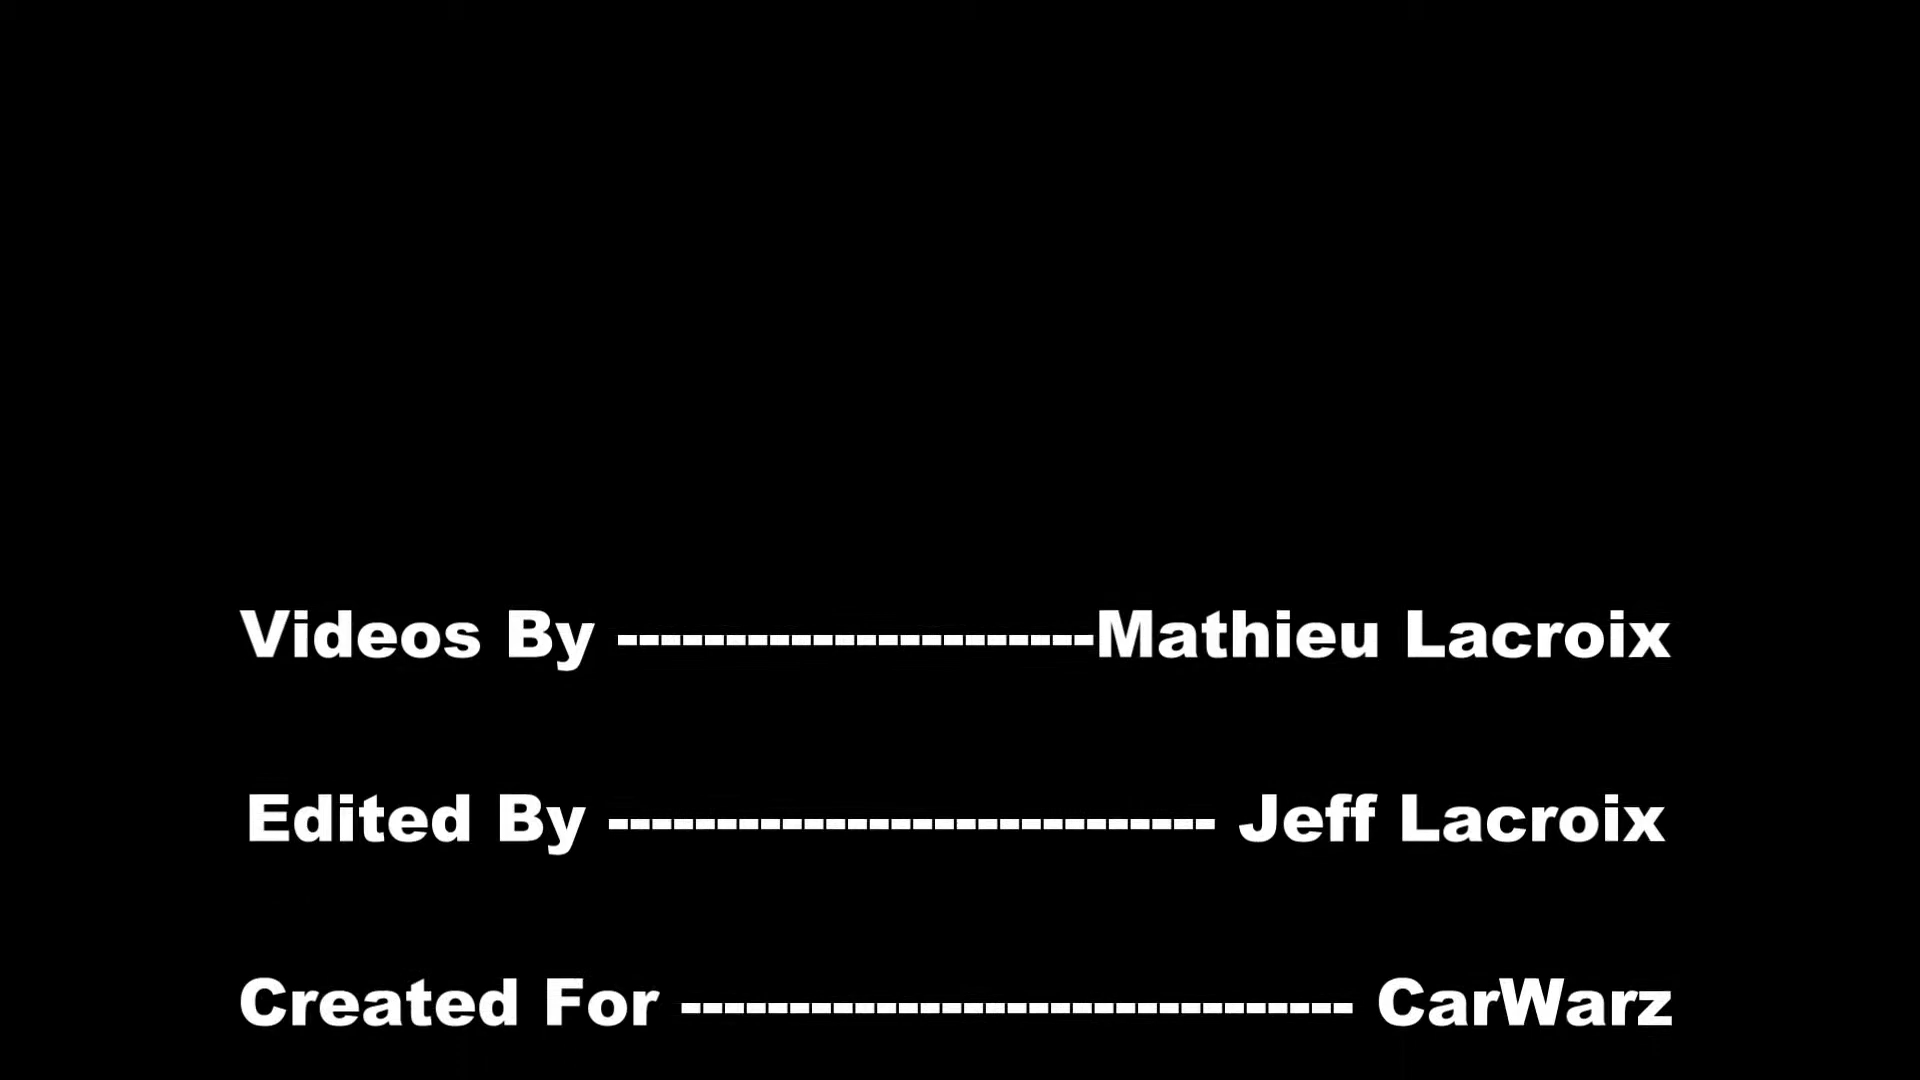 Videos By ----------------------Mathieu Lacroix
Edited By ---------------------------- Jeff Lacroix
Created For ------------------------------- CarWarz